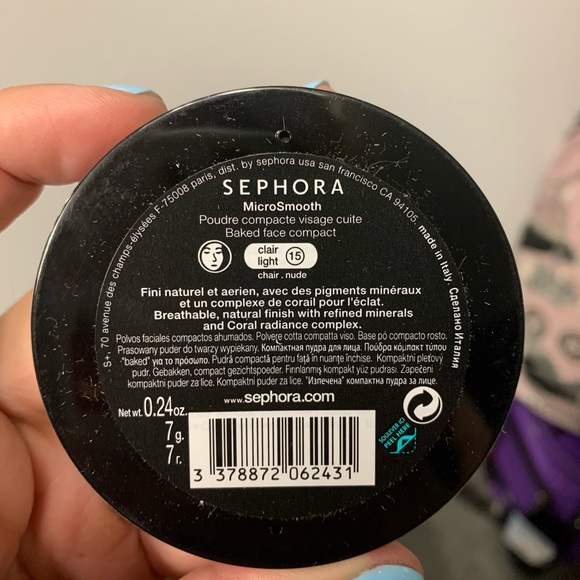 S+, 70 avenue des champs-élysées F-75008 paris, dist. by sephora usa san francisco CA 94105, made in Italy, Сделано Италия
SEPHORA
MicroSmooth
Poudre compacte visage cuite
Baked face compact
clair
light
15
chair . nude
Fini naturel et aerien, avec des pigments minéraux
et un complexe de corail pour l'éclat.
Breathable, natural finish with refined minerals
and Coral radiance complex.
Polvos faciales compactos ahumados. Polvere cotta compatta viso. Base pó compacto rosto.
Prasowany puder do twarzy wypiekany. Компактная пудра для лица. Πούδρα κόμπακτ τύπου
"baked" για το πρόσωπο. Pudră compactă pentru față în nuanțe închise. Kompaktní pleťový
pudr. Gebakken, compact gezichtspoeder. Fırınlanmış kompakt yüz pudrası. Zapečeni
kompaktni puder za lice. "Изпечена" компактна пудра за лице.
www.sephora.com
Net wt. 0.24oz.
7g.
7г.
SOULEVER ICI
PEEL HERE
3 378872 062431